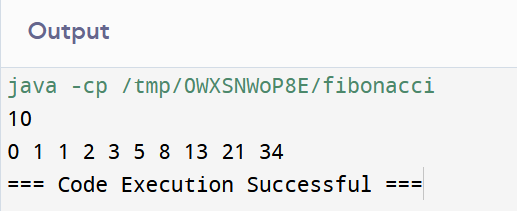 Output
java -cp /tmp/OWXSNWoP8E/fibonacci
10
0 1 1 2 3 5 8 13 21 34
=== Code Execution Successful ===